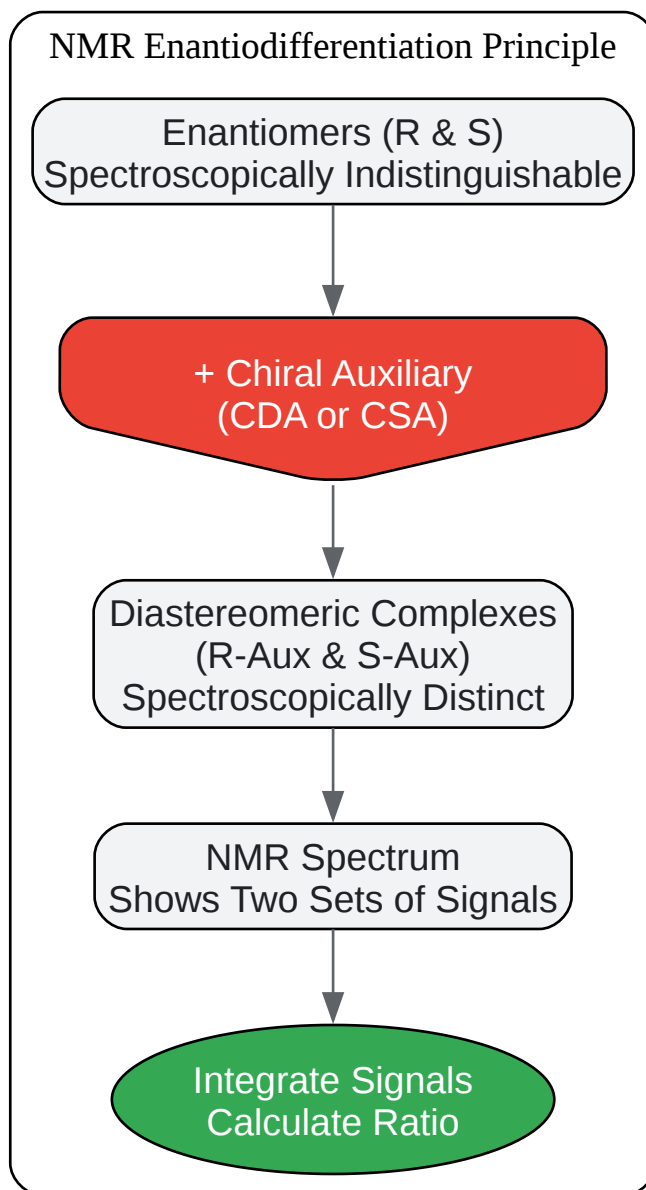 NMR Enantiodifferentiation Principle
Enantiomers (R & S)
Spectroscopically Indistinguishable
+ Chiral Auxiliary
(CDA or CSA)
Diastereomeric Complexes
(R-Aux & S-Aux)
Spectroscopically Distinct
NMR Spectrum
Shows Two Sets of Signals
Integrate Signals
Calculate Ratio